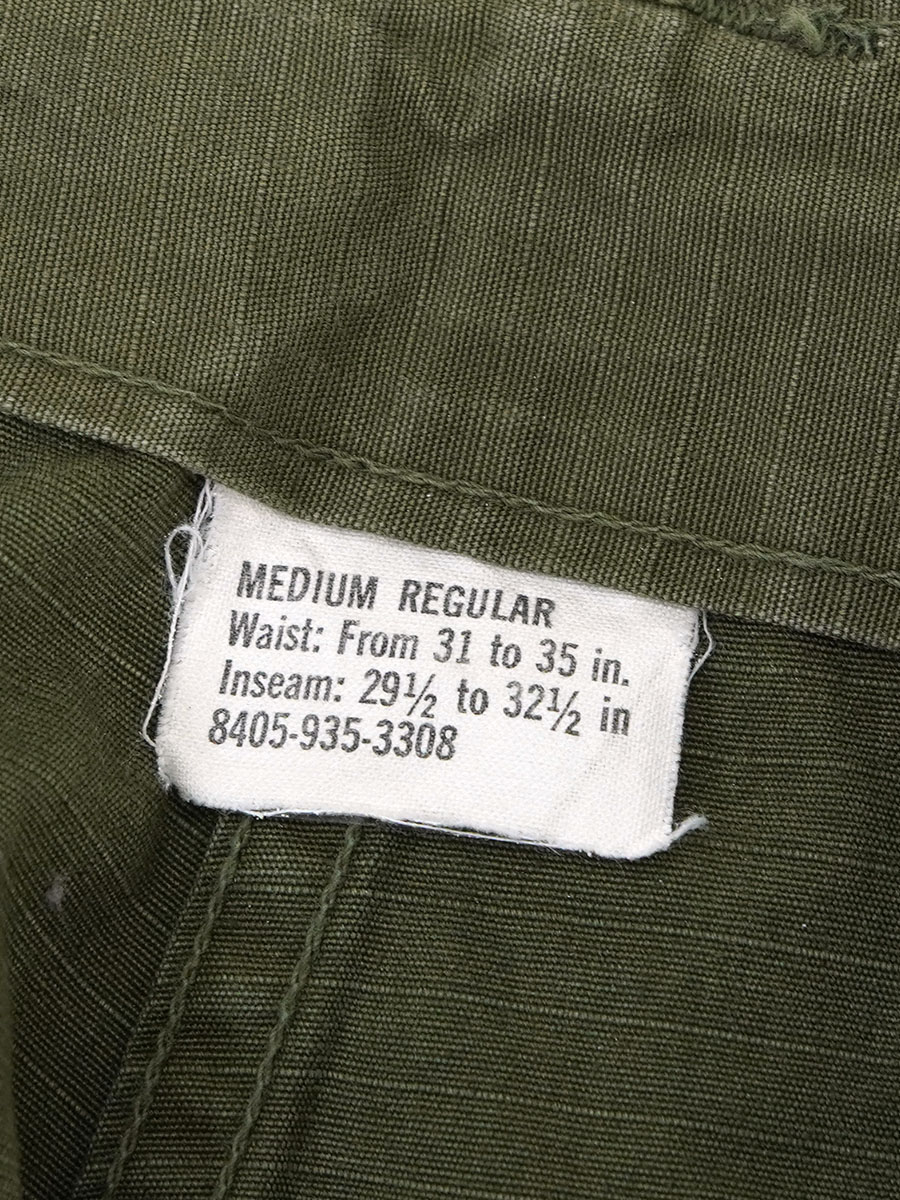 MEDIUM REGULAR
Waist: From 31 to 35 in.
Inseam: 29½ to 32½ in
8405-935-3308